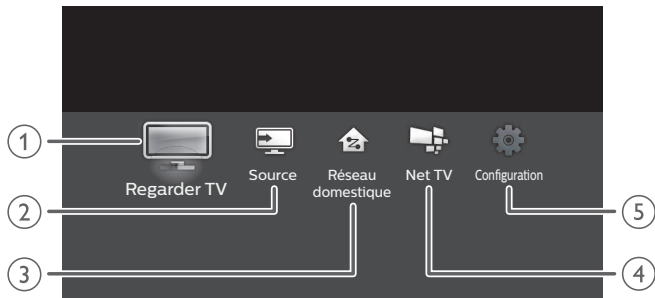 1
Regarder TV
Source
Réseau
domestique
Net TV
Configuration
2
3
4
5